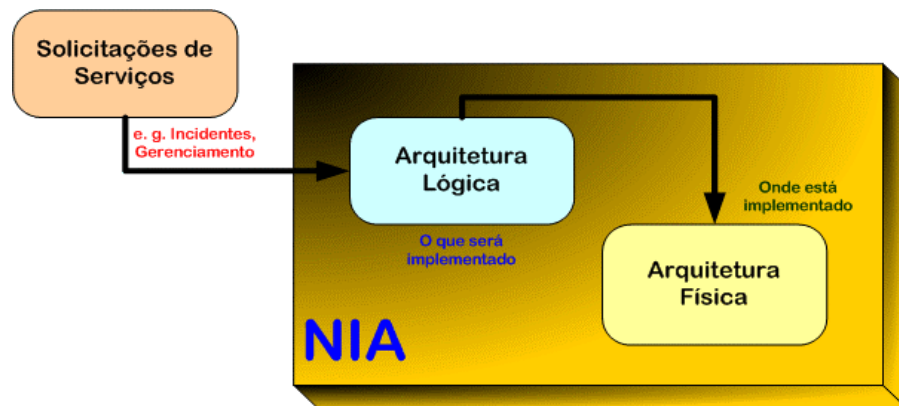 Solicitações de
Serviços
e. g. Incidentes,
Gerenciamento
Arquitetura
Lógica
O que será
implementado
Onde está
implementado
Arquitetura
Física
NIA